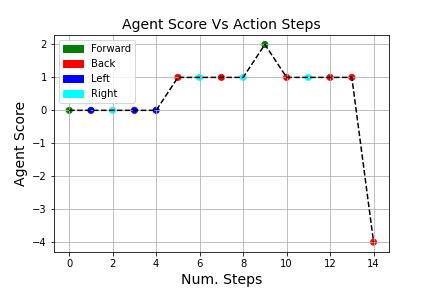 Agent Score Vs Action Steps
2
1
0
−1
−2
−3
−4
Agent Score
Forward
Back
Left
Right
0 2 4 6 8 10 12 14
Num. Steps